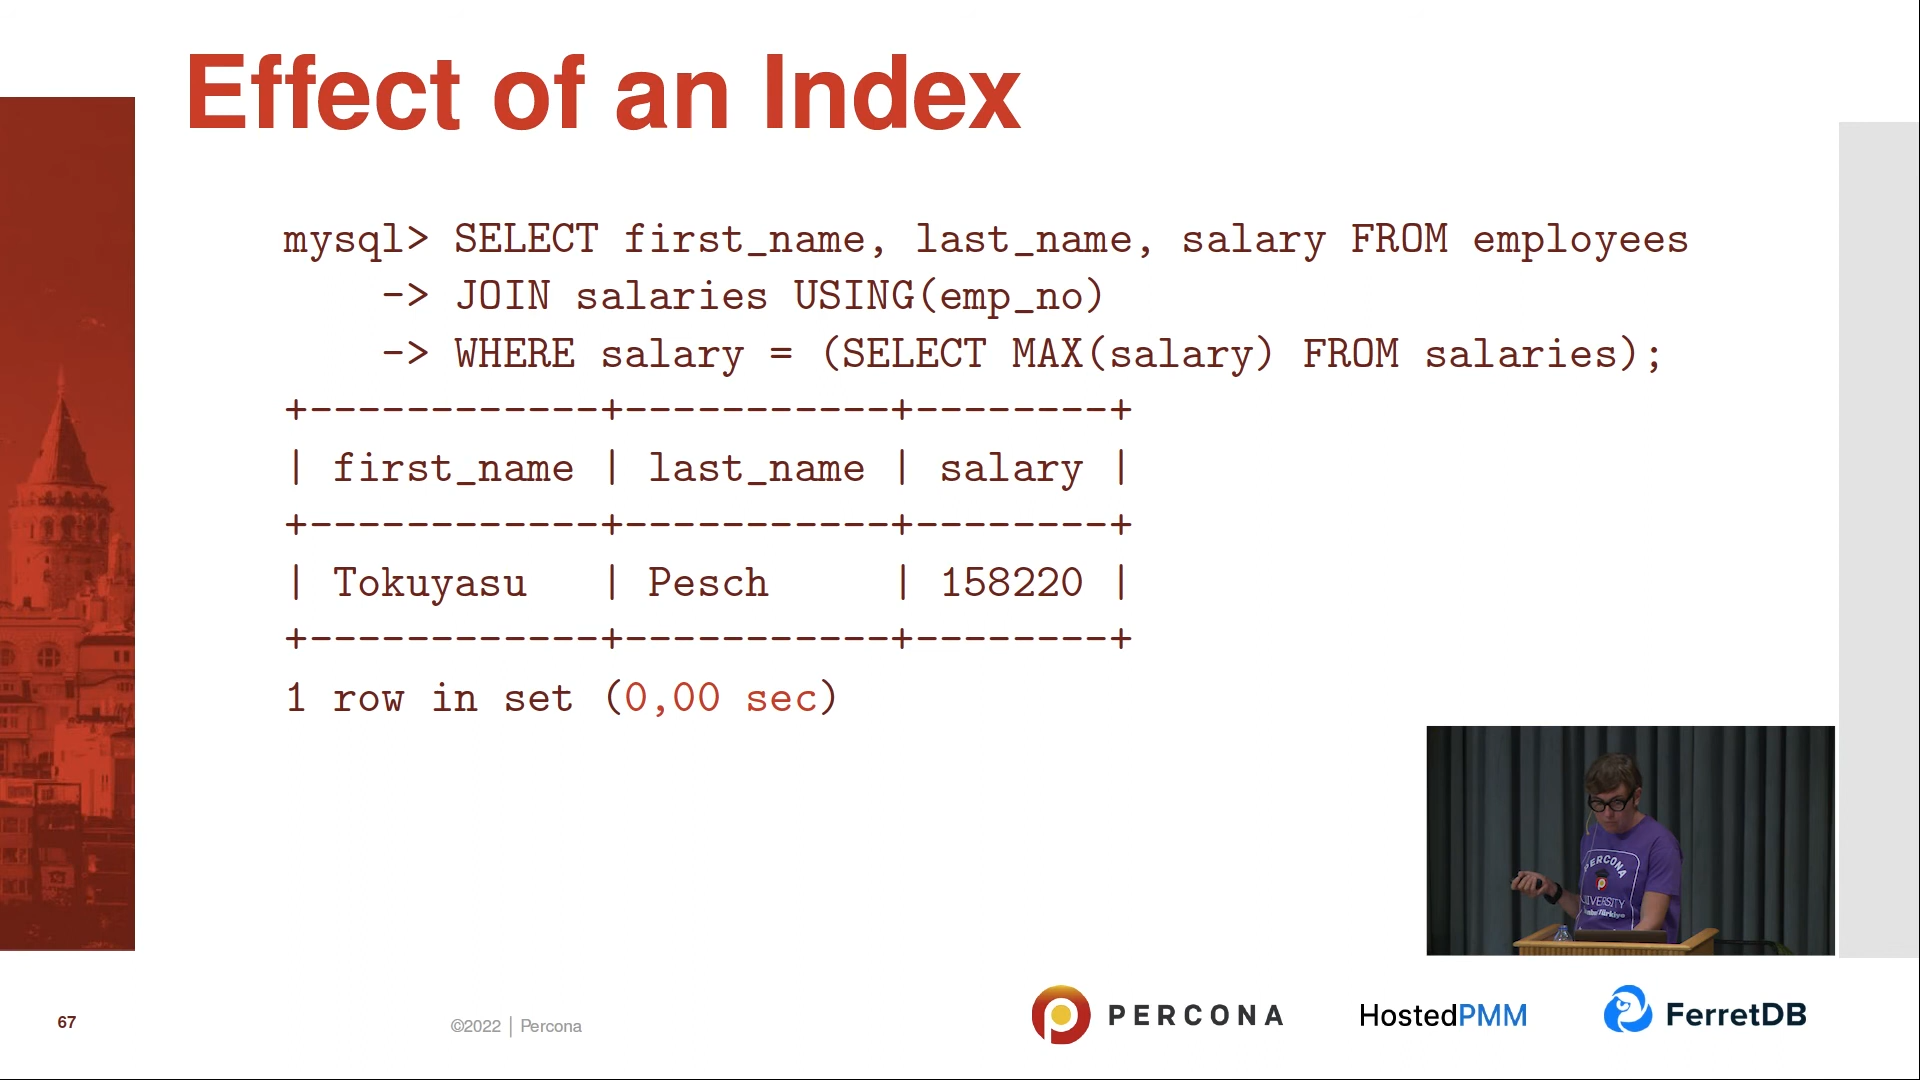 Effect of an Index
mysql> SELECT first_name, last_name, salary FROM employees
    -> JOIN salaries USING(emp_no)
    -> WHERE salary = (SELECT MAX(salary) FROM salaries);
+------------+-----------+--------+
| first_name | last_name | salary |
+------------+-----------+--------+
| Tokuyasu   | Pesch     | 158220 |
+------------+-----------+--------+
1 row in set (0,00 sec)
PERCONA
67
©2022 | Percona
PERCONA
HostedPMM
FerretDB